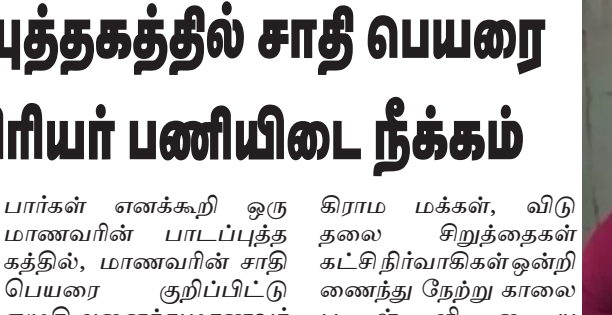 புத்தகத்தில் சாதி பெயரை
ரியர் பணியிடை நீக்கம்
பார்கள் எனக்கூறி ஒரு
மாணவரின் பாடப்புத்த
கத்தில், மாணவரின் சாதி
பெயரை குறிப்பிட்டு
கிராம மக்கள், விடு
தலை சிறுத்தைகள்
கட்சி நிர்வாகிகள் ஒன்றி
ணைந்து நேற்று காலை